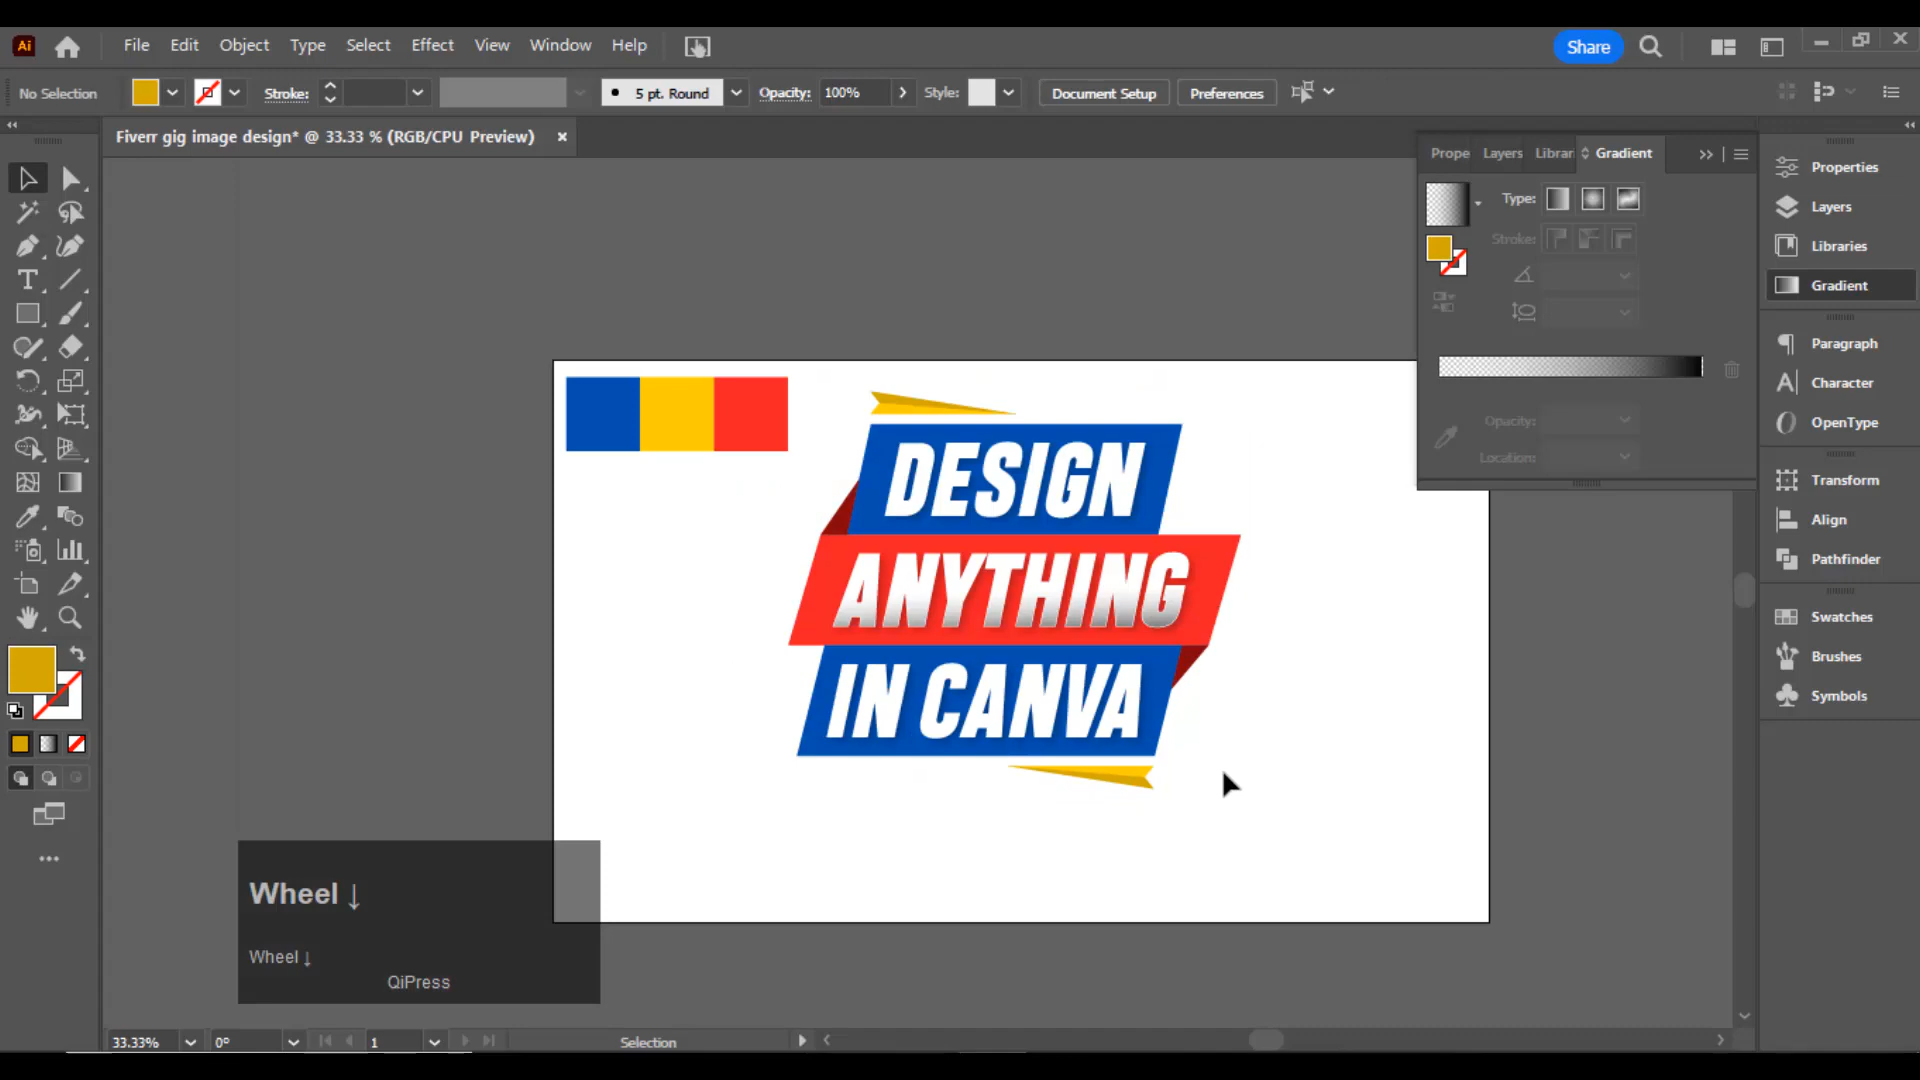 Ai File Edit Object Type Select Effect View Window Help Share
No Selection Stroke: 5 pt. Round Opacity: 100% Style: Document Setup Preferences
Fiverr gig image design* @ 33.33 % (RGB/CPU Preview) ×
Prope Layers Librar Gradient
Type:
Stroke:
Opacity:
Location:
Properties
Layers
Libraries
Gradient
Paragraph
Character
OpenType
Transform
Align
Pathfinder
Swatches
Brushes
Symbols
DESIGN
ANYTHING
IN CANVA
Wheel ↓
Wheel ↓
QiPress
33.33% 0° 1 Selection